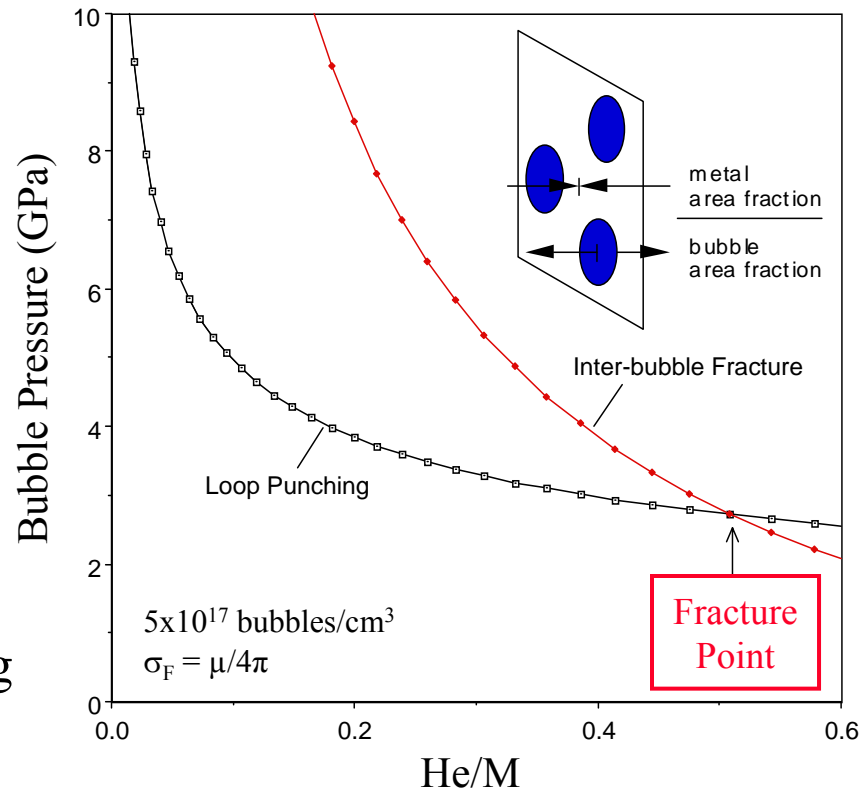 Bubble Pressure (GPa)
10
8
6
4
2
0
0.0
0.2
0.4
0.6
He/M
metal
area fraction
bubble
area fraction
Inter-bubble Fracture
Loop Punching
5x10¹⁷ bubbles/cm³
σF = μ/4π
Fracture
Point
g